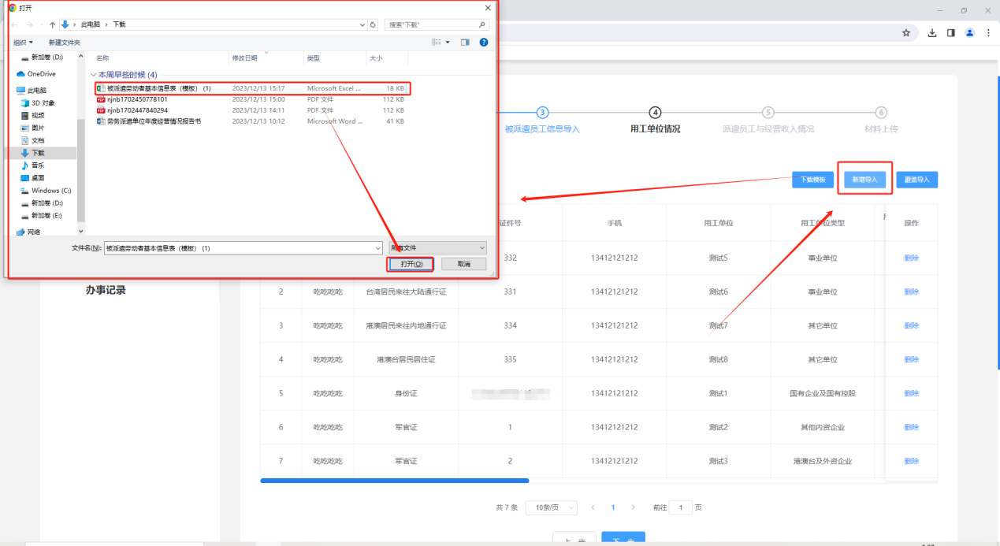 打开
此电脑 › 下载
搜索"下载"
组织 新建文件夹
新加卷 (D:)
OneDrive
此电脑
3D 对象
视频
图片
文档
下载
音乐
桌面
Windows (C:)
新加卷 (D:)
新加卷 (E:)
网络
名称 修改日期 类型 大小
本周早些时候 (4)
被派遣劳动者基本信息表（模板） (1) 2023/12/13 15:17 Microsoft Excel ... 18 KB
njnb1702450778101 2023/12/13 15:00 PDF 文件 112 KB
njnb1702447840294 2023/12/13 14:11 PDF 文件 112 KB
劳务派遣单位年度经营情况报告书 2023/12/13 10:12 Microsoft Word ... 41 KB
文件名(N): 被派遣劳动者基本信息表（模板） (1) 所有文件
打开(O) 取消
3 4 5 6
被派遣员工信息导入 用工单位情况 派遣员工与经营收入情况 材料上传
下载模板 新增导入 覆盖导入
办事记录
证件号 手机 用工单位 用工单位类型 操作
332 13412121212 测试5 事业单位 删除
2 吃吃吃吃 台湾居民来往大陆通行证 331 13412121212 测试6 事业单位 删除
3 吃吃吃吃 港澳居民来往内地通行证 334 13412121212 测试7 其它单位 删除
4 吃吃吃吃 港澳台居民居住证 335 13412121212 测试8 其它单位 删除
5 吃吃吃吃 身份证 13412121212 测试1 国有企业及国有控股 删除
6 吃吃吃吃 军官证 1 13412121212 测试2 其他内资企业 删除
7 吃吃吃吃 军官证 2 13412121212 测试3 港澳台及外资企业 删除
共 7 条 10条/页 1 前往 1 页
上一步 下一步